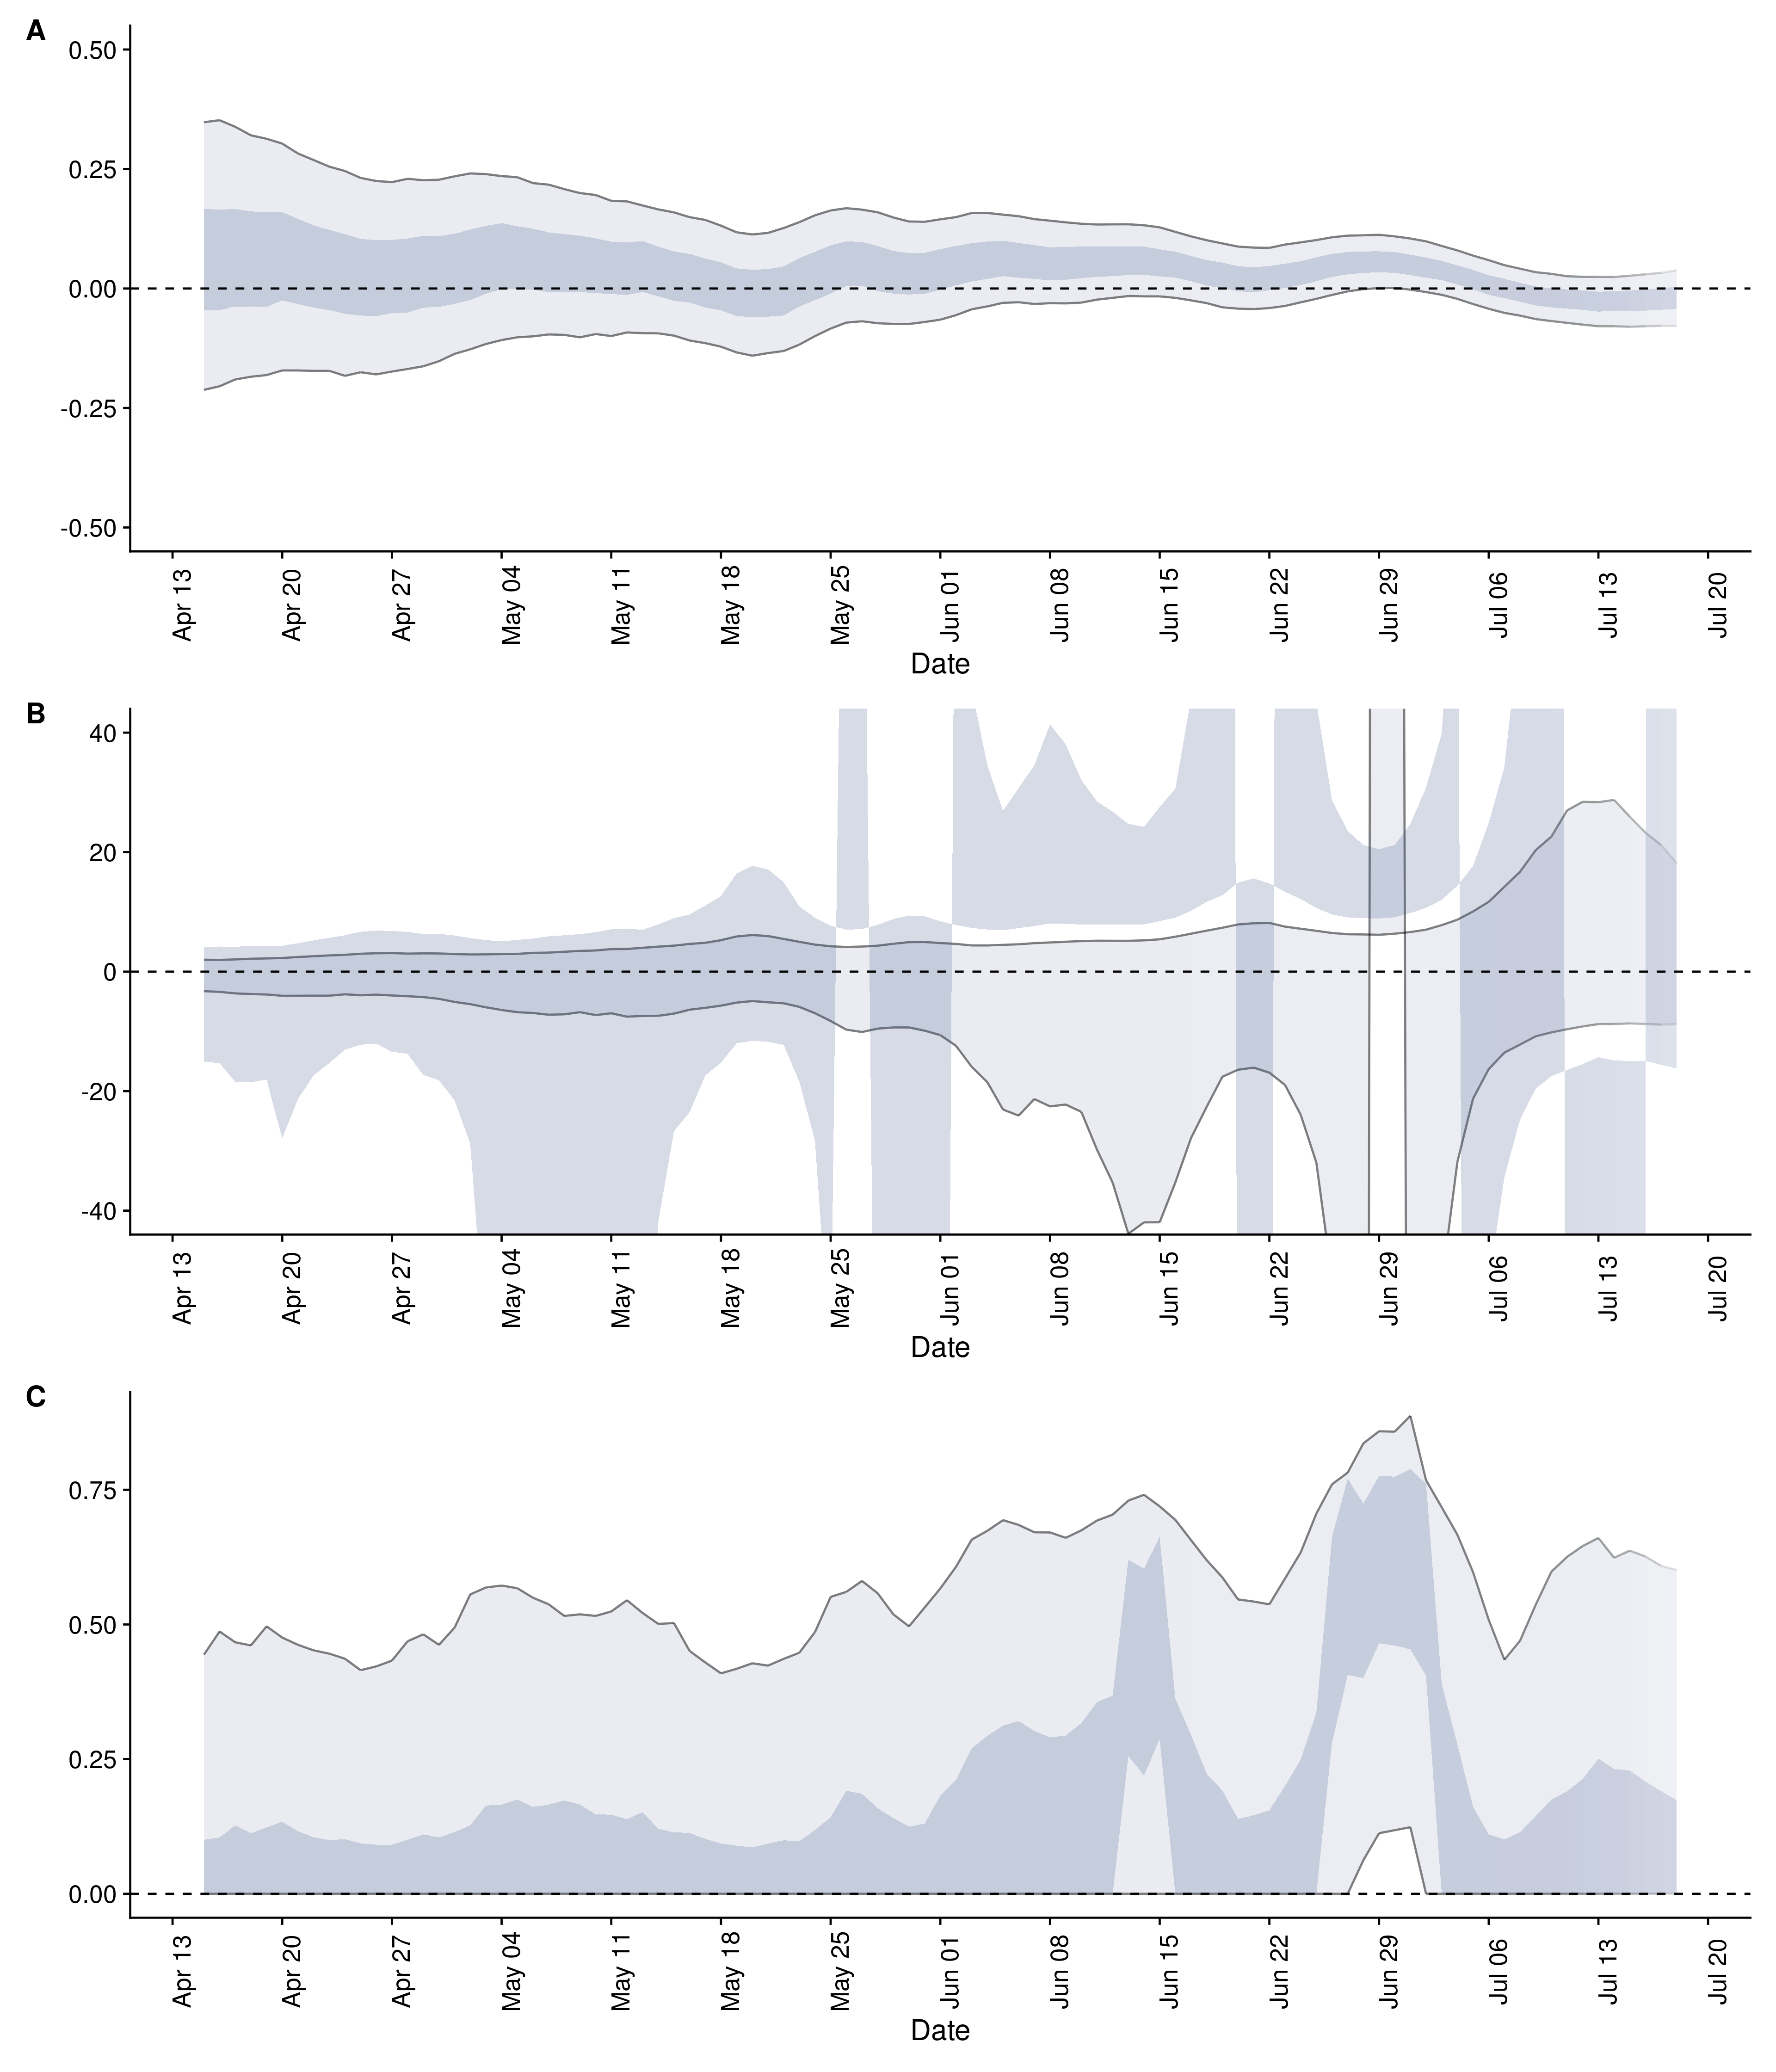 A
0.50
0.25
0.00
-0.25
-0.50
Apr 13
Apr 20
Apr 27
May 04
May 11
May 18
May 25
Jun 01
Jun 08
Jun 15
Jun 22
Jun 29
Jul 06
Jul 13
Jul 20
Date
B
40
20
0
-20
-40
Apr 13
Apr 20
Apr 27
May 04
May 11
May 18
May 25
Jun 01
Jun 08
Jun 15
Jun 22
Jun 29
Jul 06
Jul 13
Jul 20
Date
C
0.75
0.50
0.25
0.00
Apr 13
Apr 20
Apr 27
May 04
May 11
May 18
May 25
Jun 01
Jun 08
Jun 15
Jun 22
Jun 29
Jul 06
Jul 13
Jul 20
Date